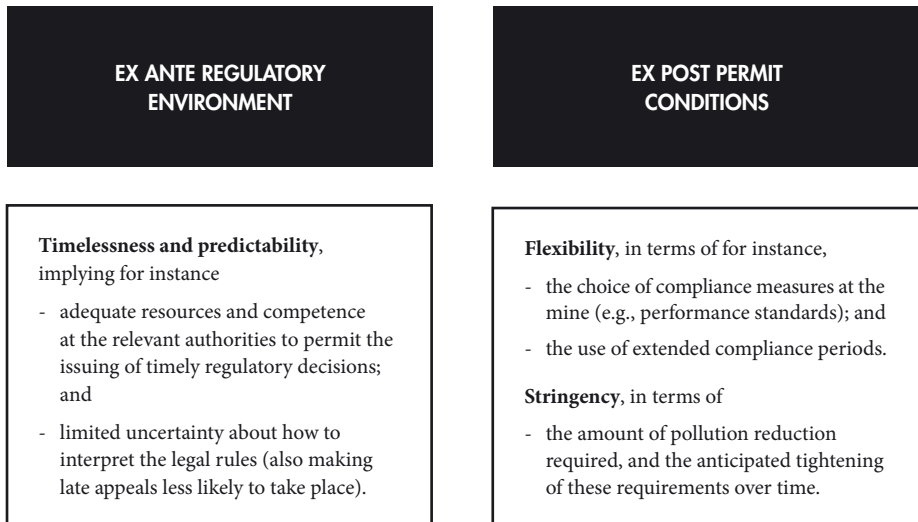 EX ANTE REGULATORY
ENVIRONMENT
Timelessness and predictability,
implying for instance
- adequate resources and competence
at the relevant authorities to permit the
issuing of timely regulatory decisions;
and
- limited uncertainty about how to
interpret the legal rules (also making
late appeals less likely to take place).
EX POST PERMIT
CONDITIONS
Flexibility, in terms of for instance,
- the choice of compliance measures at the
mine (e.g., performance standards); and
- the use of extended compliance periods.
Stringency, in terms of
- the amount of pollution reduction
required, and the anticipated tightening
of these requirements over time.